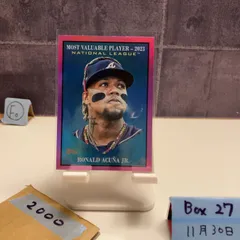 MOST VALUABLE PLAYER - 2023
NATIONAL LEAGUE
RONALD ACUÑA JR.
2000
Box 27
11月30日